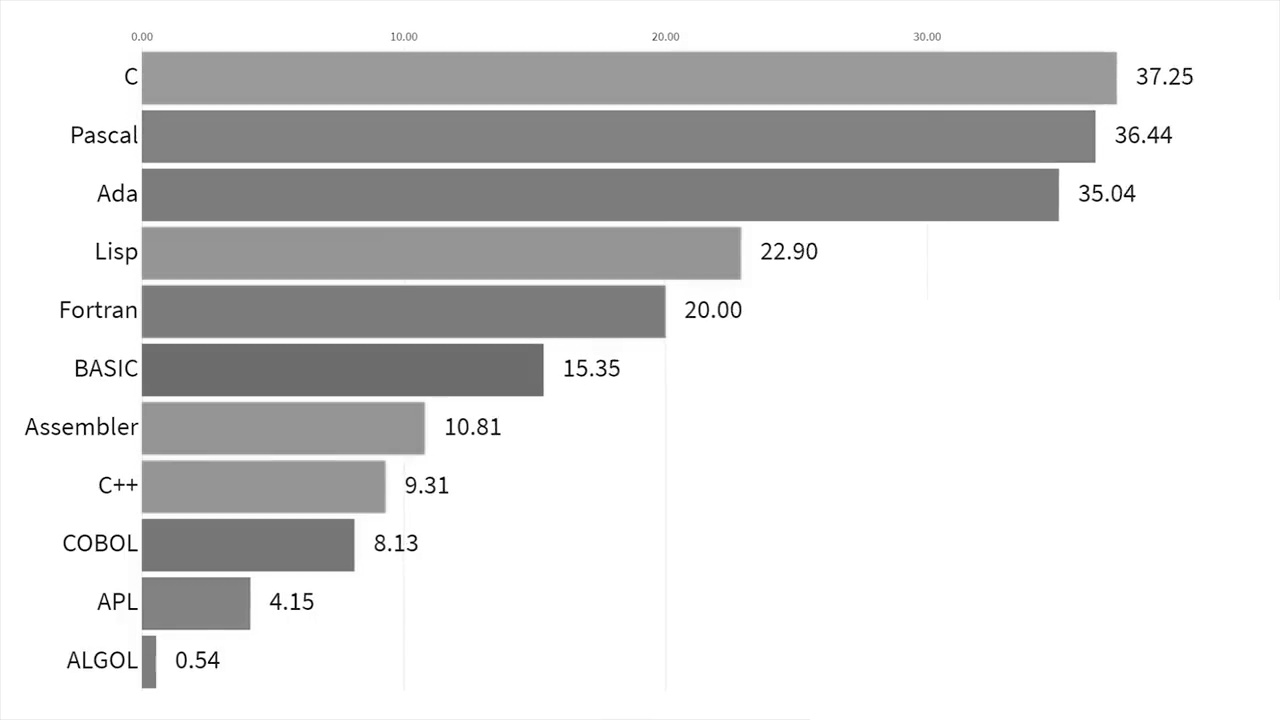 0.00 10.00 20.00 30.00
C 37.25
Pascal 36.44
Ada 35.04
Lisp 22.90
Fortran 20.00
BASIC 15.35
Assembler 10.81
C++ 9.31
COBOL 8.13
APL 4.15
ALGOL 0.54